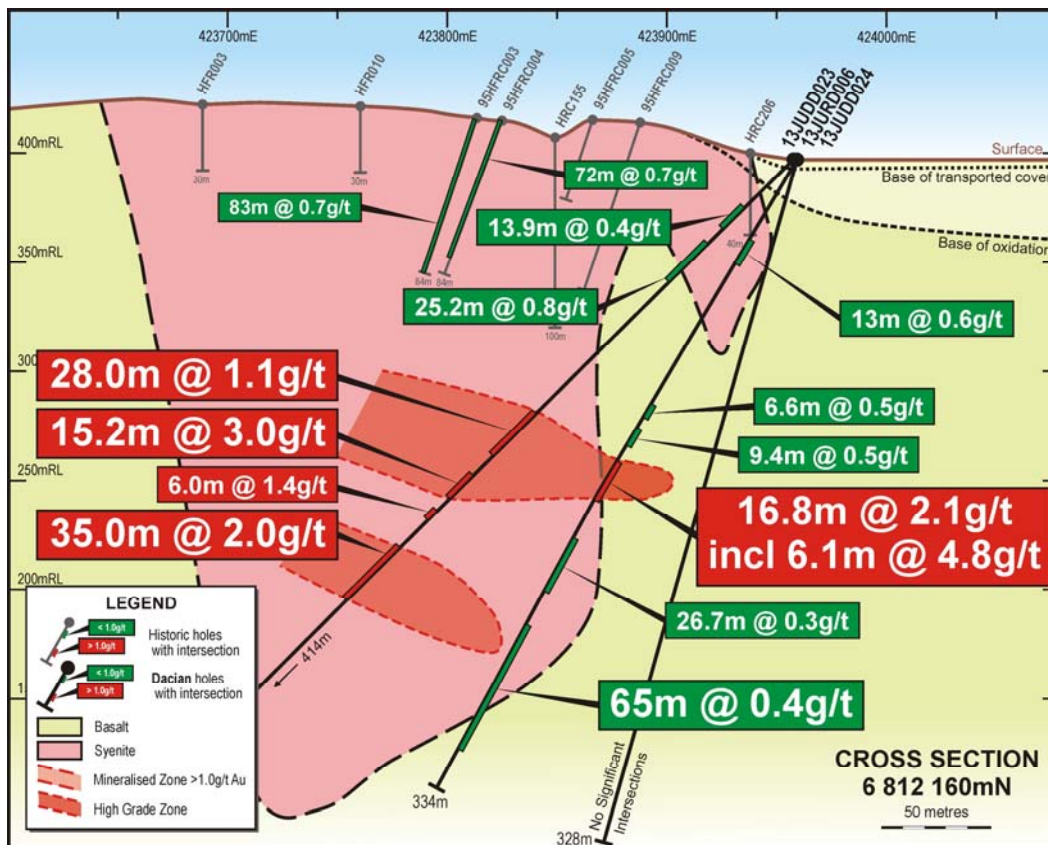 423700mE
423800mE
423900mE
424000mE
HFR003
HFR010
95HFRC003
95HFRC004
HRC155
95HFRC005
95HFRC009
HRC206
13JUDD023
13JURD006
13JUDD024
400mRL
Surface
Base of transported cover
30m
30m
72m @ 0.7g/t
83m @ 0.7g/t
13.9m @ 0.4g/t
40m
Base of oxidation
350mRL
84m
84m
25.2m @ 0.8g/t
13m @ 0.6g/t
100m
28.0m @ 1.1g/t
6.6m @ 0.5g/t
15.2m @ 3.0g/t
9.4m @ 0.5g/t
250mRL
6.0m @ 1.4g/t
16.8m @ 2.1g/t
incl 6.1m @ 4.8g/t
35.0m @ 2.0g/t
200mRL
26.7m @ 0.3g/t
414m
65m @ 0.4g/t
LEGEND
< 1.0g/t
> 1.0g/t
Historic holes
with intersection
< 1.0g/t
> 1.0g/t
Dacian holes
with intersection
Basalt
Syenite
Mineralised Zone >1.0g/t Au
High Grade Zone
334m
No Significant
Intersections
328m
CROSS SECTION
6 812 160mN
50 metres